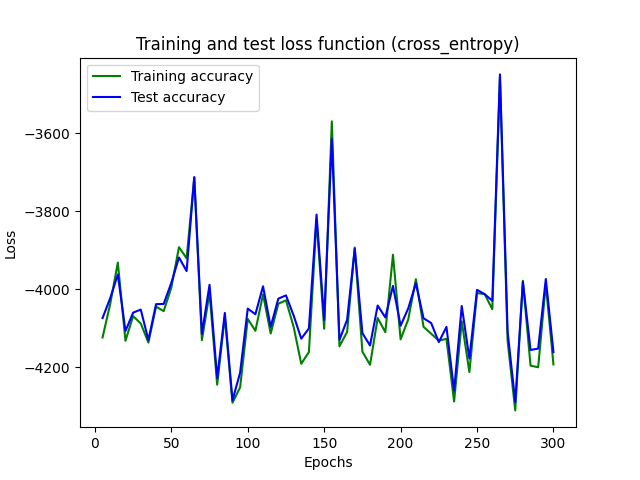 Training and test loss function (cross_entropy)
Training accuracy
Test accuracy
−3600
−3800
−4000
−4200
Loss
0 50 100 150 200 250 300
Epochs